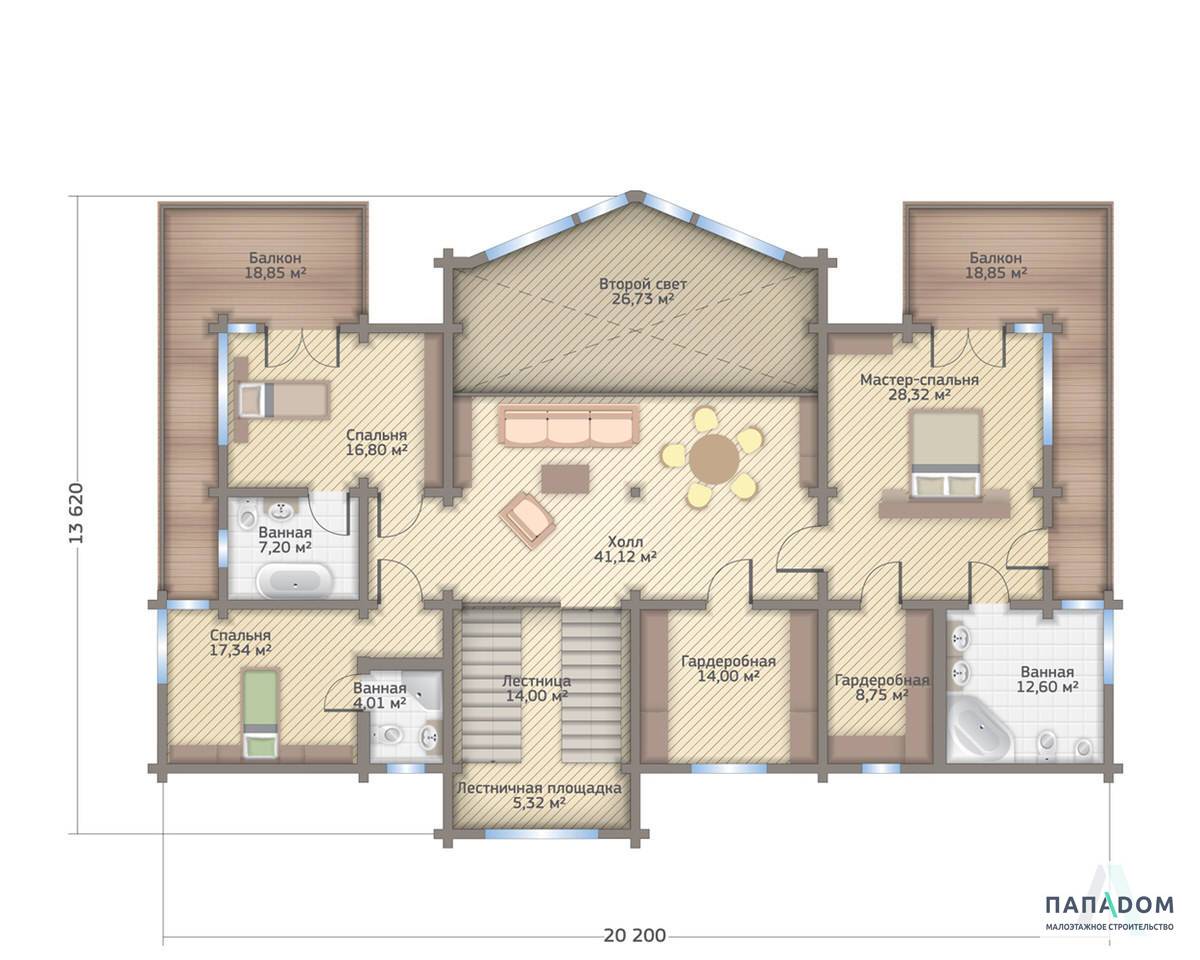 Балкон
18,85 м²
Балкон
18,85 м²
Второй свет
26,73 м²
Мастер-спальня
28,32 м²
Спальня
16,80 м²
13 620
Ванная
7,20 м²
Холл
41,12 м²
Спальня
17,34 м²
Ванная
4,01 м²
Лестница
14,00 м²
Гардеробная
14,00 м²
Гардеробная
8,75 м²
Ванная
12,60 м²
Лестничная площадка
5,32 м²
20 200
ПАПАDОМ
МАЛОЭТАЖНОЕ СТРОИТЕЛЬСТВО